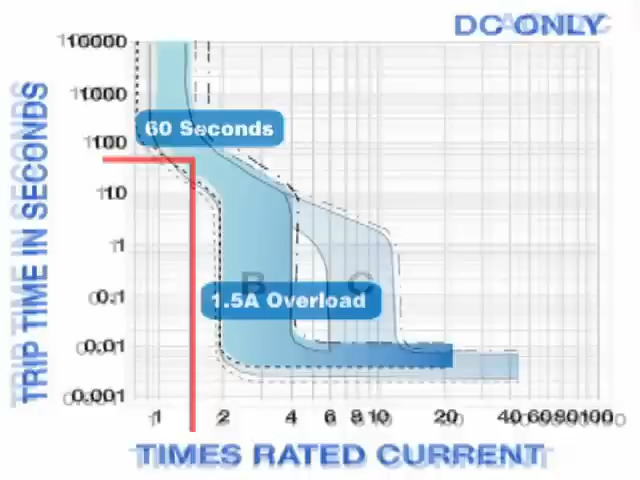 DC ONLY
TRIP TIME IN SECONDS
10000
1000
60 Seconds
100
10
1
B C
1.5A Overload
0.1
0.01
0.001
1 2 4 6 8 10 20 40 60 80 100
TIMES RATED CURRENT